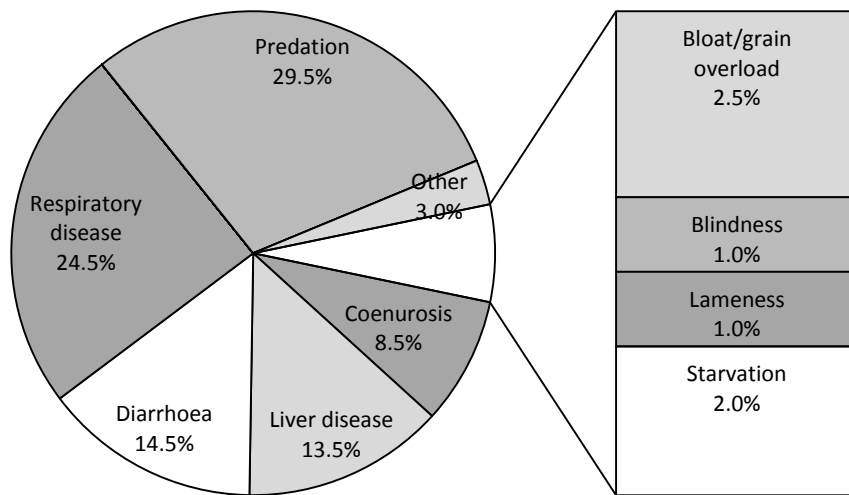 Predation
29.5%
Other
3.0%
Respiratory
disease
24.5%
Coenurosis
8.5%
Diarrhoea
14.5%
Liver disease
13.5%
Bloat/grain
overload
2.5%
Blindness
1.0%
Lameness
1.0%
Starvation
2.0%